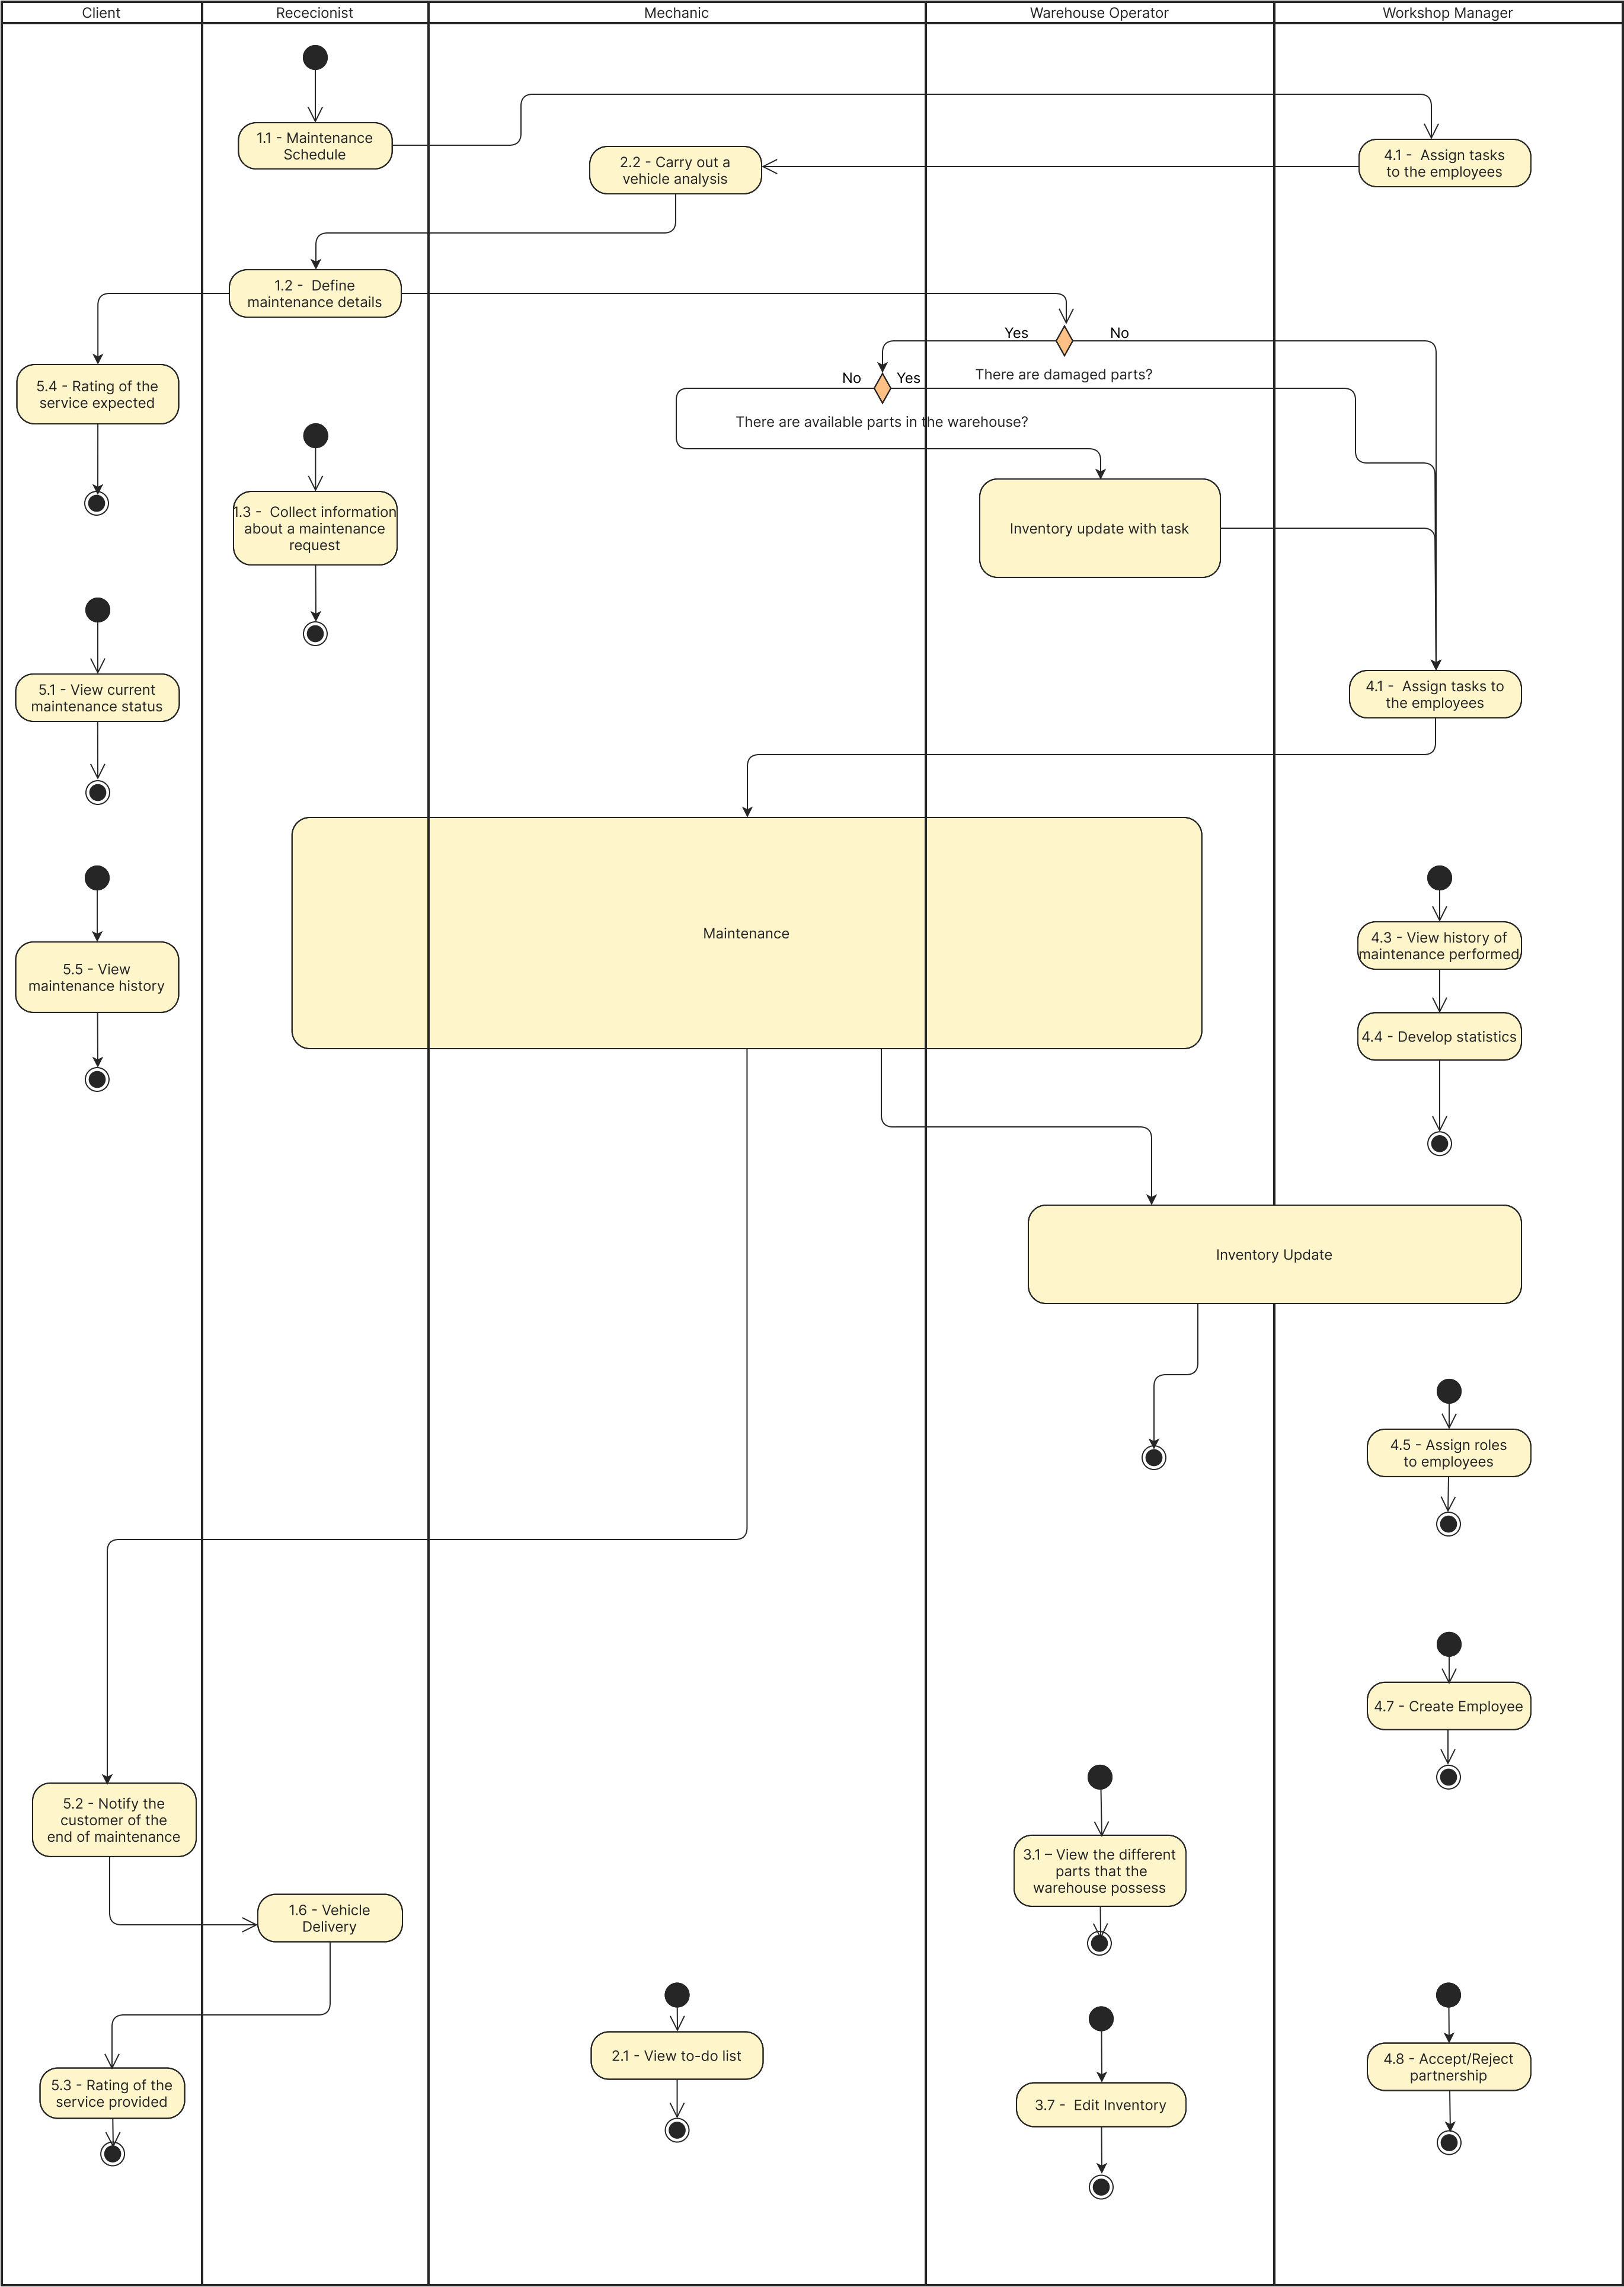 Client
Rececionist
Mechanic
Warehouse Operator
Workshop Manager
1.1 - Maintenance
Schedule
2.2 - Carry out a
vehicle analysis
4.1 -  Assign tasks
to the employees
1.2 -  Define
maintenance details
Yes
No
There are damaged parts?
No
Yes
There are available parts in the warehouse?
5.4 - Rating of the
service expected
1.3 -  Collect information
about a maintenance
request
Inventory update with task
5.1 - View current
maintenance status
4.1 -  Assign tasks to
the employees
Maintenance
5.5 - View
maintenance history
4.3 - View history of
maintenance performed
4.4 - Develop statistics
Inventory Update
4.5 - Assign roles
to employees
4.7 - Create Employee
5.2 - Notify the
customer of the
end of maintenance
3.1 – View the different
parts that the
warehouse possess
1.6 - Vehicle
Delivery
2.1 - View to-do list
4.8 - Accept/Reject
partnership
5.3 - Rating of the
service provided
3.7 -  Edit Inventory